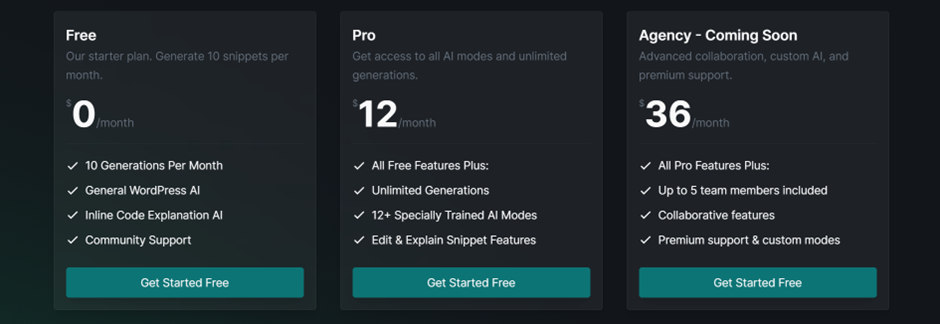 Free
Our starter plan. Generate 10 snippets per
month.
$0/month
10 Generations Per Month
General WordPress AI
Inline Code Explanation AI
Community Support
Get Started Free
Pro
Get access to all AI modes and unlimited
generations.
$12/month
All Free Features Plus:
Unlimited Generations
12+ Specially Trained AI Modes
Edit & Explain Snippet Features
Get Started Free
Agency - Coming Soon
Advanced collaboration, custom AI, and
premium support.
$36/month
All Pro Features Plus:
Up to 5 team members included
Collaborative features
Premium support & custom modes
Get Started Free